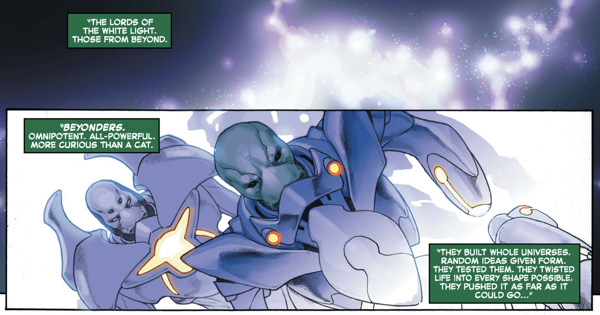 "THE LORDS OF
THE WHITE LIGHT.
THOSE FROM BEYOND.
"BEYONDERS.
OMNIPOTENT. ALL-POWERFUL.
MORE CURIOUS THAN A CAT.
"THEY BUILT WHOLE UNIVERSES.
RANDOM IDEAS GIVEN FORM.
THEY TESTED THEM. THEY TWISTED
LIFE INTO EVERY SHAPE POSSIBLE.
THEY PUSHED IT AS FAR AS IT
COULD GO..."